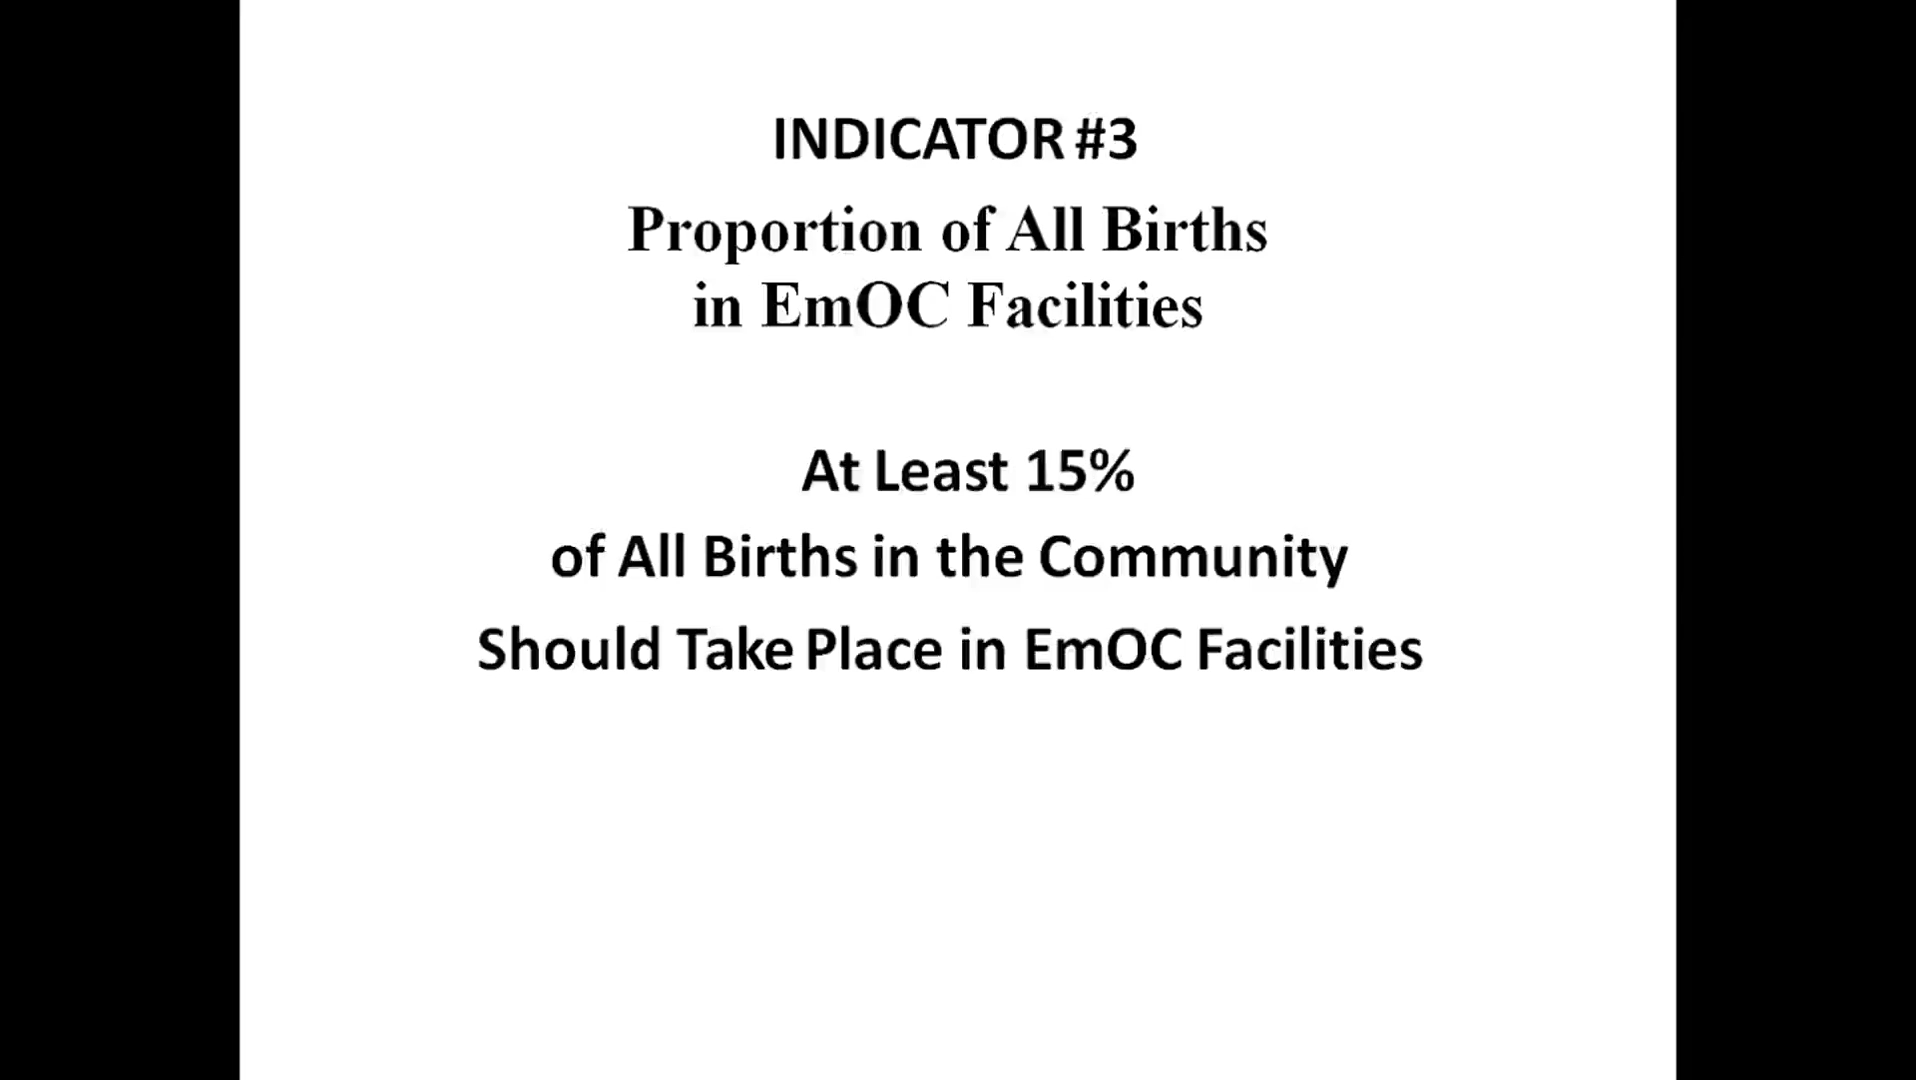 INDICATOR #3
Proportion of All Births
in EmOC Facilities
At Least 15%
of All Births in the Community
Should Take Place in EmOC Facilities